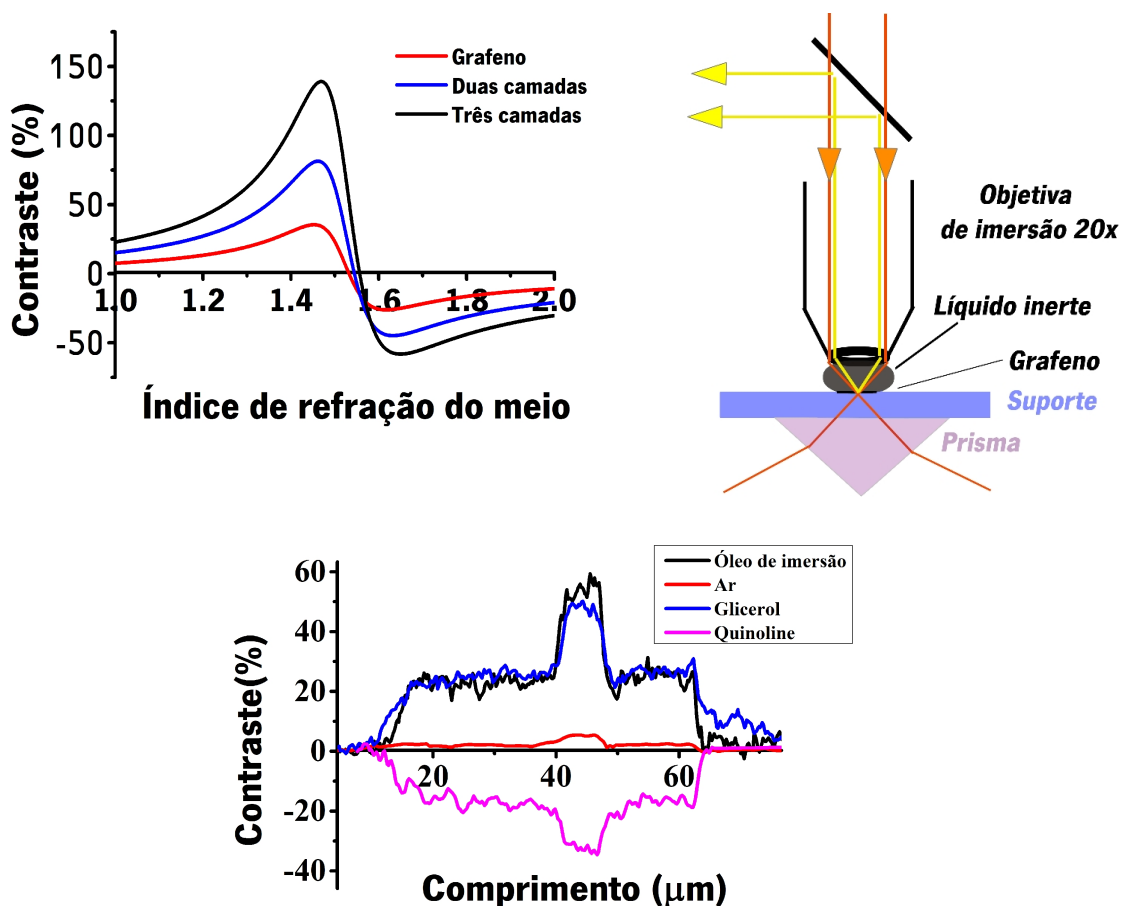 Contraste (%)
150
100
50
0
-50
1.0
1.2
1.4
1.6
1.8
2.0
Grafeno
Duas camadas
Três camadas
Índice de refração do meio
Objetiva
de imersão 20x
Líquido inerte
Grafeno
Suporte
Prisma
Contraste(%)
60
40
20
0
-20
-40
20
40
60
Óleo de imersão
Ar
Glicerol
Quinoline
Comprimento (μm)